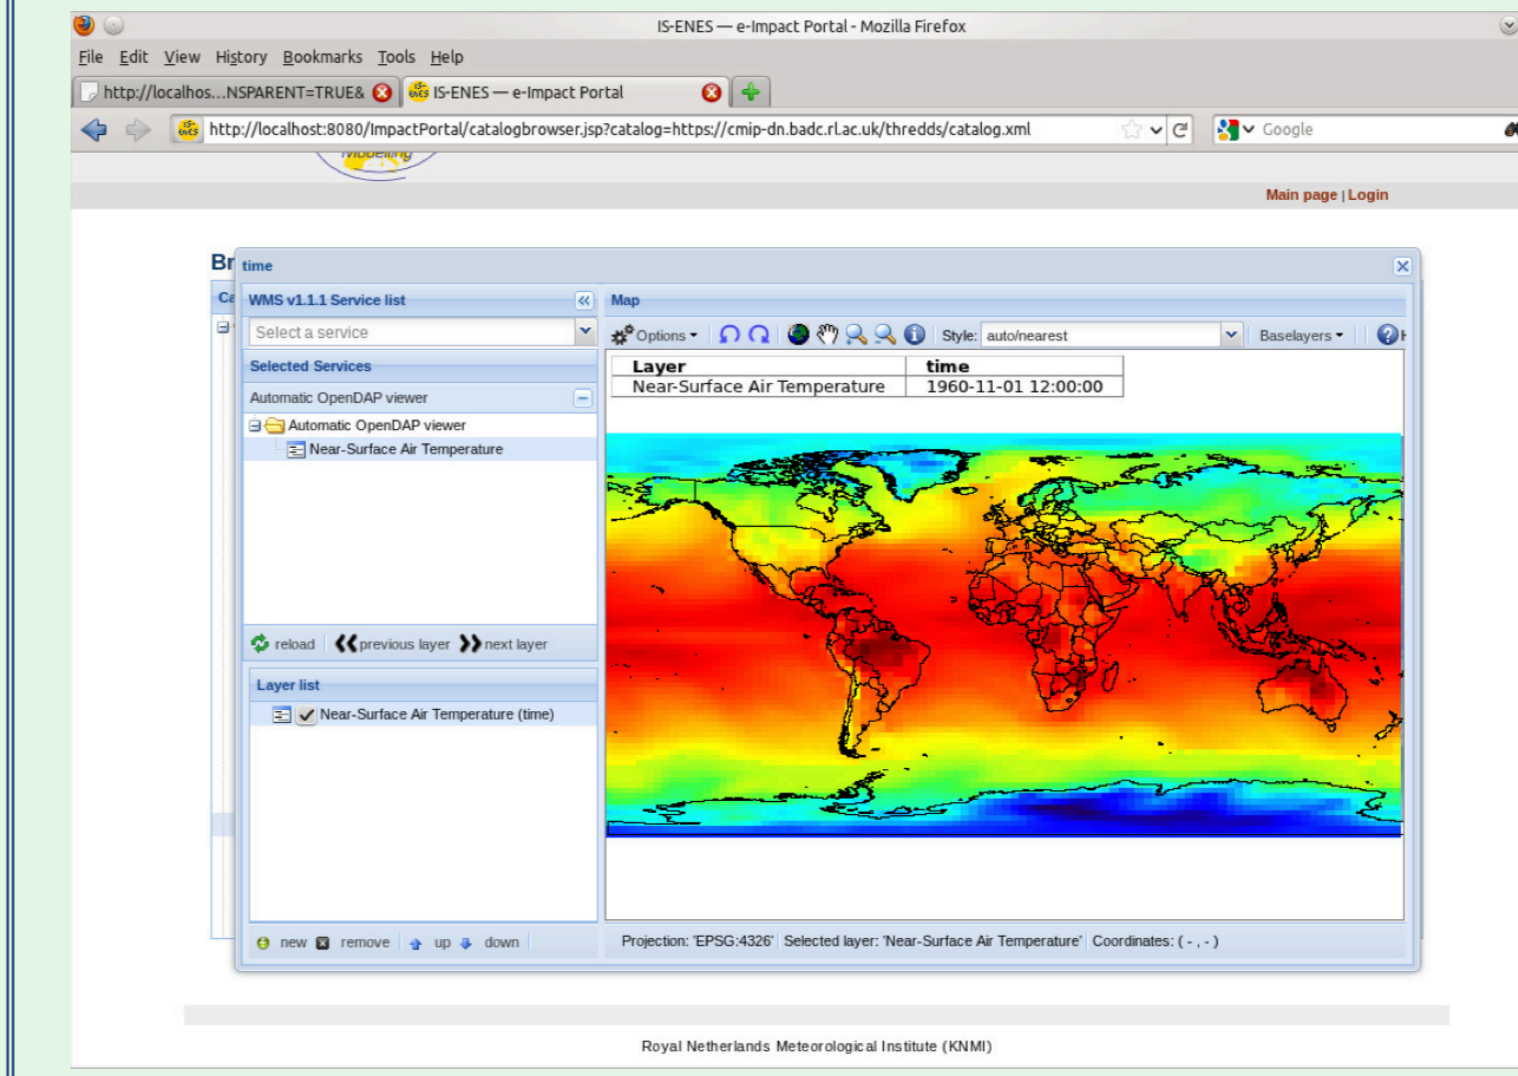 IS-ENES — e-Impact Portal - Mozilla Firefox
File Edit View History Bookmarks Tools Help
http://localhos...NSPARENT=TRUE& IS-ENES — e-Impact Portal
http://localhost:8080/ImpactPortal/catalogbrowser.jsp?catalog=https://cmip-dn.badc.rl.ac.uk/thredds/catalog.xml Google
Modelling
Main page | Login
Br
time
Ca
WMS v1.1.1 Service list
Map
Select a service
Options
Style: auto/nearest
Baselayers
H
Selected Services
Layer time
Near-Surface Air Temperature 1960-11-01 12:00:00
Automatic OpenDAP viewer
Automatic OpenDAP viewer
Near-Surface Air Temperature
reload previous layer next layer
Layer list
Near-Surface Air Temperature (time)
new remove up down
Projection: 'EPSG:4326' Selected layer: 'Near-Surface Air Temperature' Coordinates: ( - , - )
Royal Netherlands Meteorological Institute (KNMI)